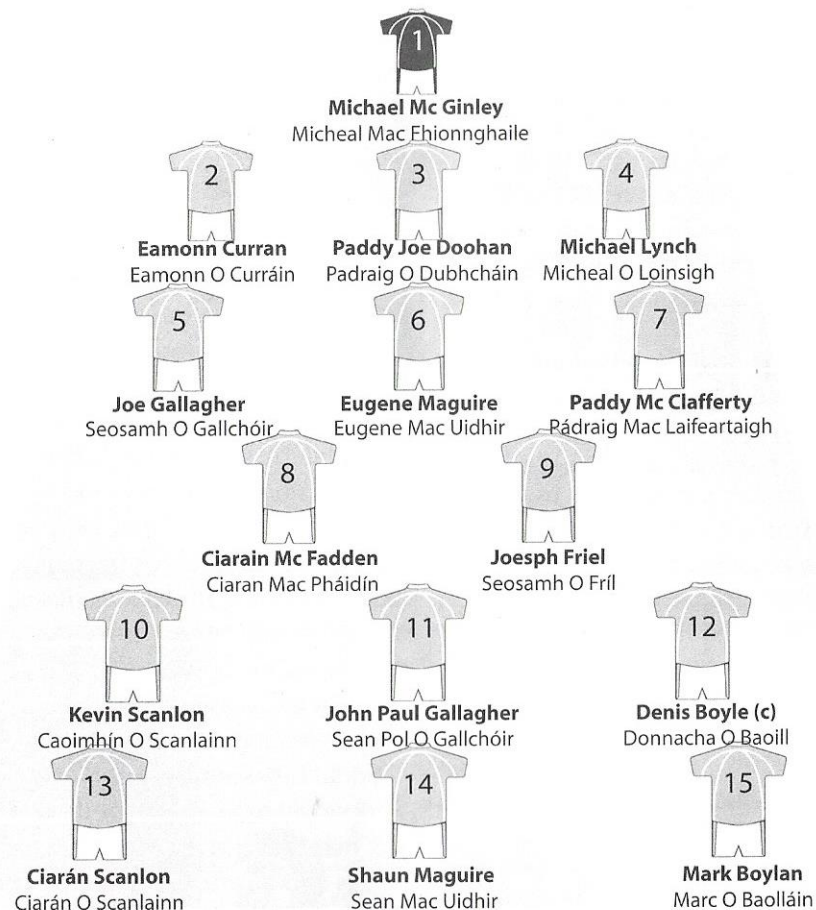 1
Michael Mc Ginley
Micheal Mac Fhionnghaile
2 3 4
Eamonn Curran Paddy Joe Doohan Michael Lynch
Eamonn O Curráin Padraig O Dubhcháin Micheal O Loinsigh
5 6 7
Joe Gallagher Eugene Maguire Paddy Mc Clafferty
Seosamh O Gallchóir Eugene Mac Uidhir Pádraig Mac Laifeartaigh
8 9
Ciarain Mc Fadden Joesph Friel
Ciaran Mac Pháidín Seosamh O Fríl
10 11 12
Kevin Scanlon John Paul Gallagher Denis Boyle (c)
Caoimhín O Scanlainn Sean Pol O Gallchóir Donnacha O Baoill
13 14 15
Ciarán Scanlon Shaun Maguire Mark Boylan
Ciarán O Scanlainn Sean Mac Uidhir Marc O Baolláin